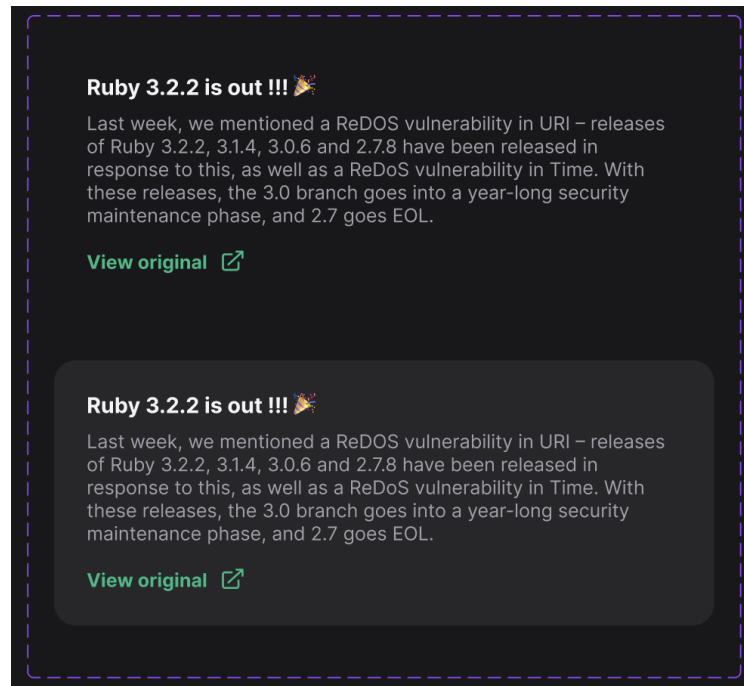 Ruby 3.2.2 is out !!! 🎉
Last week, we mentioned a ReDOS vulnerability in URI – releases
of Ruby 3.2.2, 3.1.4, 3.0.6 and 2.7.8 have been released in
response to this, as well as a ReDoS vulnerability in Time. With
these releases, the 3.0 branch goes into a year-long security
maintenance phase, and 2.7 goes EOL.
View original
Ruby 3.2.2 is out !!! 🎉
Last week, we mentioned a ReDOS vulnerability in URI – releases
of Ruby 3.2.2, 3.1.4, 3.0.6 and 2.7.8 have been released in
response to this, as well as a ReDoS vulnerability in Time. With
these releases, the 3.0 branch goes into a year-long security
maintenance phase, and 2.7 goes EOL.
View original